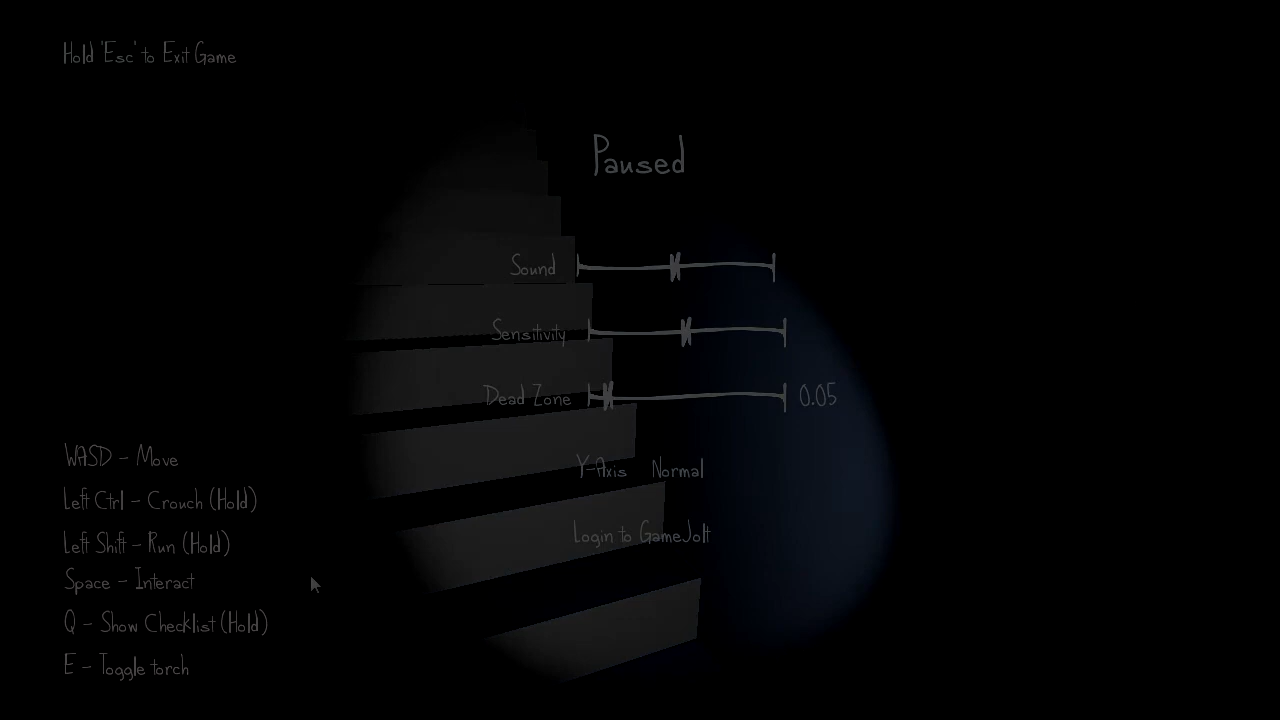 Hold 'Esc' to Exit Game
Paused
Sound
Sensitivity
Dead Zone 0.05
Y-Axis Normal
Login to GameJolt
WASD - Move
Left Ctrl - Crouch (Hold)
Left Shift - Run (Hold)
Space - Interact
Q - Show Checklist (Hold)
E - Toggle torch